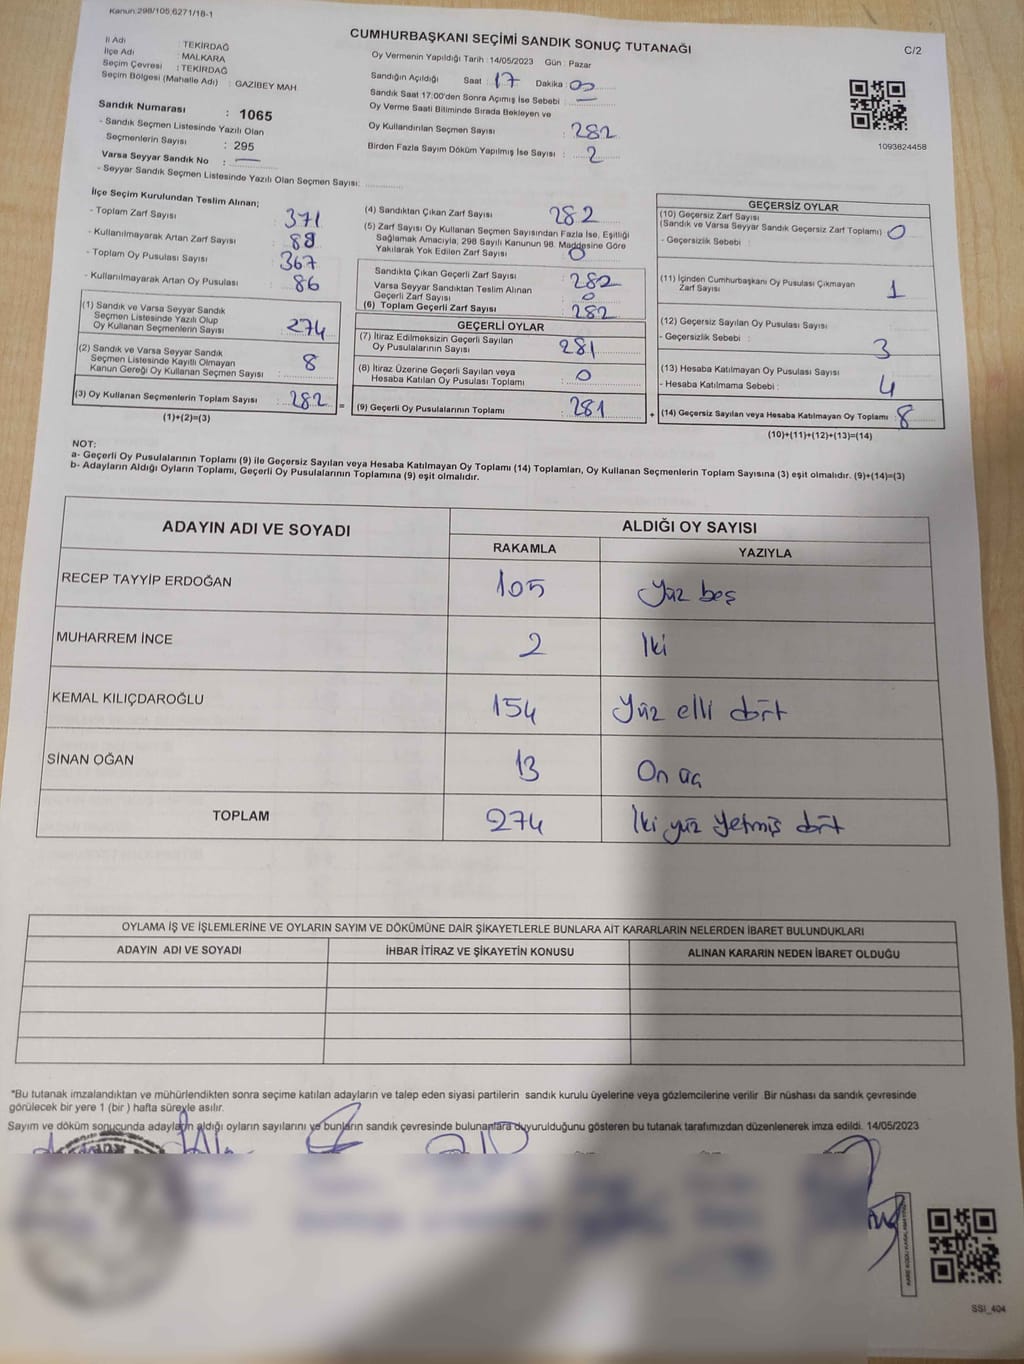 Kanun:298/105,6271/18-1
CUMHURBAŞKANI SEÇİMİ SANDIK SONUÇ TUTANAĞI
C/2
İl Adı : TEKİRDAĞ
İlçe Adı : MALKARA
Seçim Çevresi : TEKİRDAĞ
Seçim Bölgesi (Mahalle Adı) : GAZİBEY MAH.
Oy Vermenin Yapıldığı Tarih : 14/05/2023 Gün : Pazar
Sandığın Açıldığı Saat : 17 Dakika : 00
Sandık Saat 17:00'den Sonra Açımış İse Sebebi : —
Oy Verme Saati Bitiminde Sırada Bekleyen ve
Oy Kullandırılan Seçmen Sayısı : 282
Birden Fazla Sayım Döküm Yapılmış İse Sayısı : 2
1093824458
Sandık Numarası : 1065
- Sandık Seçmen Listesinde Yazılı Olan
Seçmenlerin Sayısı : 295
Varsa Seyyar Sandık No : —
- Seyyar Sandık Seçmen Listesinde Yazılı Olan Seçmen Sayısı:
İlçe Seçim Kurulundan Teslim Alınan;
- Toplam Zarf Sayısı 371
- Kullanılmayarak Artan Zarf Sayısı : 89
- Toplam Oy Pusulası Sayısı : 367
- Kullanılmayarak Artan Oy Pusulası : 86
(1) Sandık ve Varsa Seyyar Sandık
Seçmen Listesinde Yazılı Olup
Oy Kullanan Seçmenlerin Sayısı : 274
(2) Sandık ve Varsa Seyyar Sandık
Seçmen Listesinde Kayıtlı Olmayan
Kanun Gereği Oy Kullanan Seçmen Sayısı : 8
(3) Oy Kullanan Seçmenlerin Toplam Sayısı : 282
(1)+(2)=(3)
(4) Sandıktan Çıkan Zarf Sayısı 282
(5) Zarf Sayısı Oy Kullanan Seçmen Sayısından Fazla İse, Eşitliği
Sağlamak Amacıyla; 298 Sayılı Kanunun 98. Maddesine Göre
Yakılarak Yok Edilen Zarf Sayısı : 0
Sandıkta Çıkan Geçerli Zarf Sayısı : 282
Varsa Seyyar Sandıktan Teslim Alınan
Geçerli Zarf Sayısı : 0
(6) Toplam Geçerli Zarf Sayısı : 282
GEÇERLİ OYLAR
(7) İtiraz Edilmeksizin Geçerli Sayılan
Oy Pusulalarının Sayısı : 281
(8) İtiraz Üzerine Geçerli Sayılan veya
Hesaba Katılan Oy Pusulası Toplamı : 0
=
(9) Geçerli Oy Pusulalarının Toplamı : 281
+
GEÇERSİZ OYLAR
(10) Geçersiz Zarf Sayısı
(Sandık ve Varsa Seyyar Sandık Geçersiz Zarf Toplamı) : 0
- Geçersizlik Sebebi :
(11) İçinden Cumhurbaşkanı Oy Pusulası Çıkmayan
Zarf Sayısı : 1
(12) Geçersiz Sayılan Oy Pusulası Sayısı :
- Geçersizlik Sebebi : 3
(13) Hesaba Katılmayan Oy Pusulası Sayısı :
- Hesaba Katılmama Sebebi : 4
(14) Geçersiz Sayılan veya Hesaba Katılmayan Oy Toplamı : 8
(10)+(11)+(12)+(13)=(14)
NOT:
a- Geçerli Oy Pusulalarının Toplamı (9) ile Geçersiz Sayılan veya Hesaba Katılmayan Oy Toplamı (14) Toplamları, Oy Kullanan Seçmenlerin Toplam Sayısına (3) eşit olmalıdır. (9)+(14)=(3)
b- Adayların Aldığı Oyların Toplamı, Geçerli Oy Pusulalarının Toplamına (9) eşit olmalıdır.
ADAYIN ADI VE SOYADI ALDIĞI OY SAYISI
RAKAMLA YAZIYLA
RECEP TAYYİP ERDOĞAN 105 Yüz beş
MUHARREM İNCE 2 İki
KEMAL KILIÇDAROĞLU 154 Yüz elli dört
SİNAN OĞAN 13 On üç
TOPLAM 274 İki yüz yetmiş dört
OYLAMA İŞ VE İŞLEMLERİNE VE OYLARIN SAYIM VE DÖKÜMÜNE DAİR ŞİKAYETLERLE BUNLARA AİT KARARLARIN NELERDEN İBARET BULUNDUKLARI
ADAYIN ADI VE SOYADI İHBAR İTİRAZ VE ŞİKAYETİN KONUSU ALINAN KARARIN NEDEN İBARET OLDUĞU
*Bu tutanak imzalandıktan ve mühürlendikten sonra seçime katılan adayların ve talep eden siyasi partilerin sandık kurulu üyelerine veya gözlemcilerine verilir Bir nüshası da sandık çevresinde
görülecek bir yere 1 (bir ) hafta süreyle asılır.
Sayım ve döküm sonucunda adayların aldığı oyların sayılarını ve bunların sandık çevresinde bulunanlara duyurulduğunu gösteren bu tutanak tarafımızdan düzenlenerek imza edildi. 14/05/2023
SSİ_404